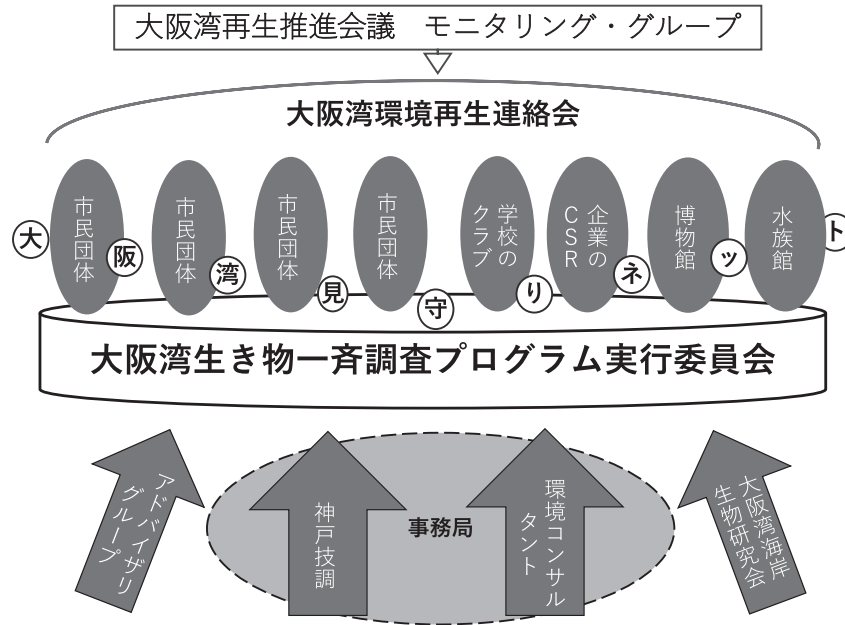 大阪湾再生推進会議　モニタリング・グループ
大阪湾環境再生連絡会
市民団体
市民団体
市民団体
市民団体
学校の
クラブ
企業の
CSR
博物館
水族館
大
阪
湾
見
守
り
ネ
ッ
ト
大阪湾生き物一斉調査プログラム実行委員会
アドバイザリ
グループ
神戸技調
事務局
環境コンサル
タント
大阪湾海岸
生物研究会